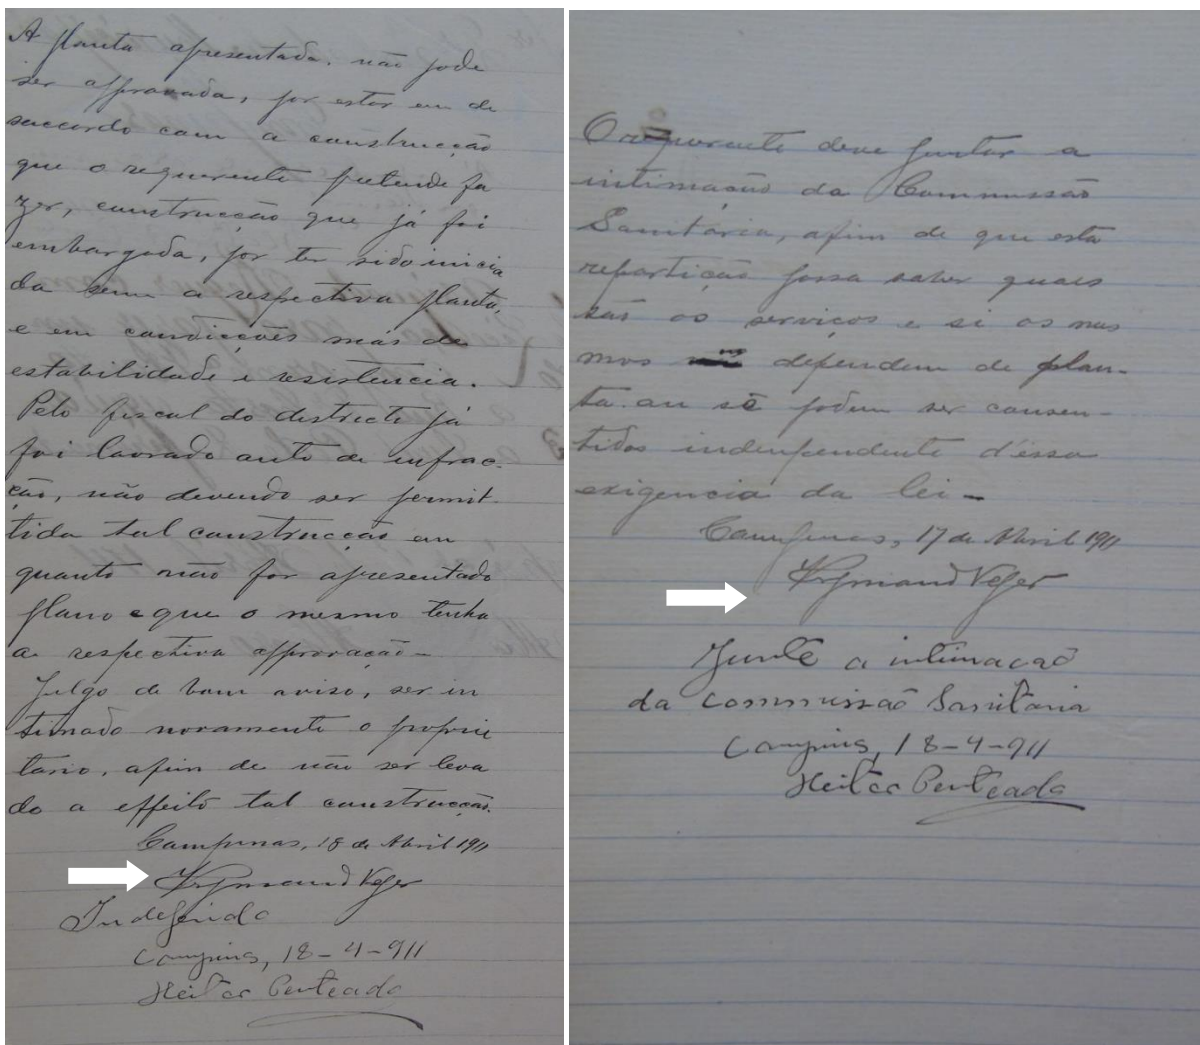 A planta apresentada, não pode
ser approvada, por estar em de
saccordo com a construcção
que o requerente pretende fa
zer, construcção que já foi
embargada, por ter sido inicia
da sem a respectiva planta,
e em condicções más de
estabilidade e resistencia.
Pelo fiscal do districto já
foi lavrado auto de infrac-
ção, não devendo ser permit-
tida tal construcção em
quanto não for apresentado
plano e que o mesmo tenha
a respectiva approvação-
Julgo de bom aviso, ser in
timado novamente o proprie
tario, afim de não ser leva
do a effeito tal construcção.
Campinas, 18 de Abril 1911
Indeferido
Campinas, 18-4-911
Heitor Penteado
O requerente deve juntar a
intimação da Commissão
Sanitaria, afim de que esta
repartição possa saber quaes
são os serviços e si os mes
mos dependem de plan-
ta ou se podem ser consen-
tidos independente d'essa
exigencia da lei-
Campinas, 17 de Abril 1911
Junte a intimação
da commissão Sanitaria
Campinas, 18-4-911
Heitor Penteado